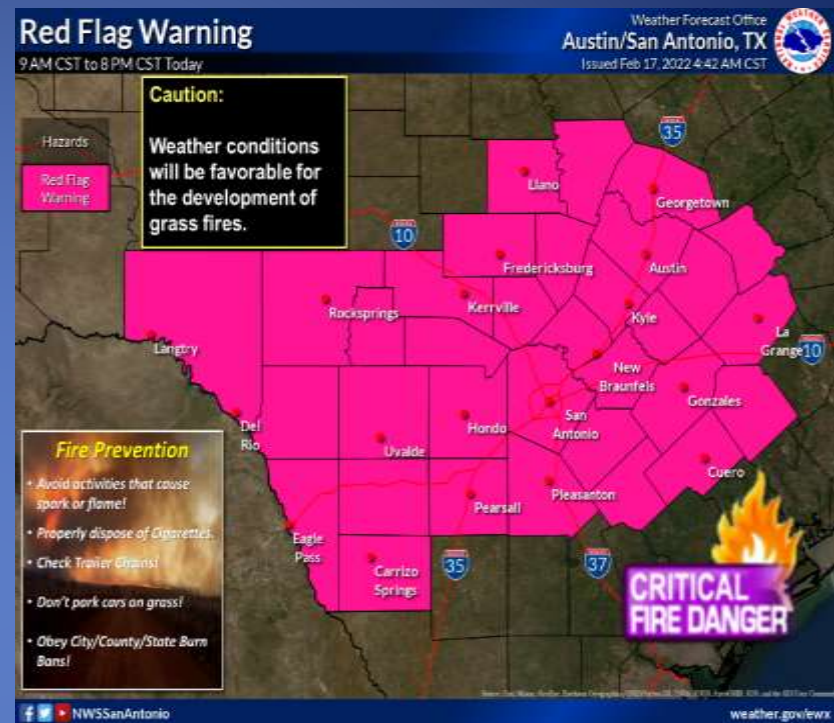 Red Flag Warning
9 AM CST to 8 PM CST Today
Weather Forecast Office
Austin/San Antonio, TX
Issued Feb 17, 2022 4:42 AM CST
Hazards
Red Flag
Warning
Caution:
Weather conditions
will be favorable for
the development of
grass fires.
35
Llano
Georgetown
10
Fredericksburg
Austin
Rocksprings
Kerrville
Kyle
La
Grange
10
Langtry
New
Braunfels
Gonzales
Del
Rio
Uvalde
Hondo
San
Antonio
Cuero
Pearsall
Pleasanton
Eagle
Pass
Carrizo
Springs
35
37
Fire Prevention
• Avoid activities that cause
spark or flame!
• Properly dispose of Cigarettes.
• Check Trailer Chains!
• Don't park cars on grass!
• Obey City/County/State Burn
Bans!
CRITICAL
FIRE DANGER
NWSSanAntonio
weather.gov/ewx